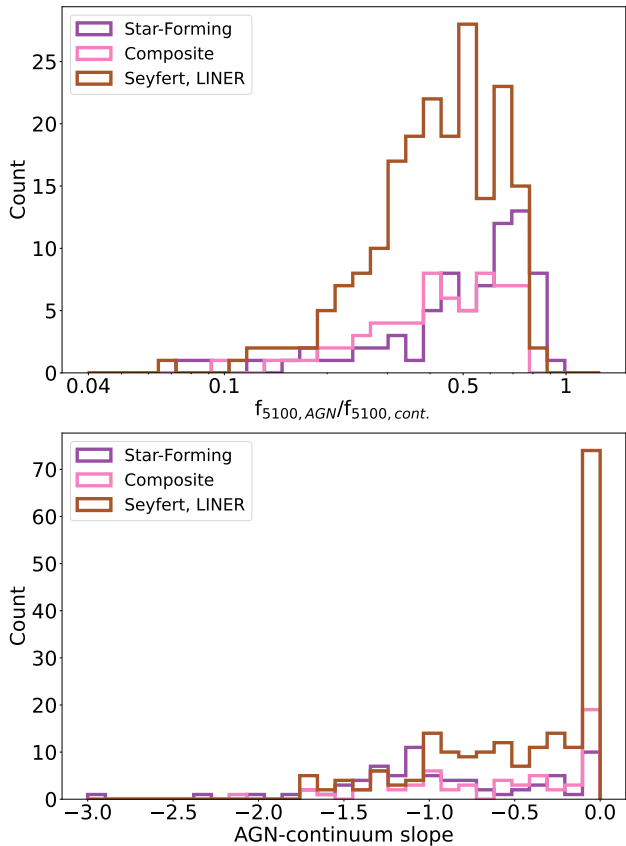 Star-Forming
Composite
Seyfert, LINER
25
20
15
10
5
0
Count
0.04 0.1 0.5 1
f5100, AGN/f5100, cont.
Star-Forming
Composite
Seyfert, LINER
70
60
50
40
30
20
10
0
Count
−3.0 −2.5 −2.0 −1.5 −1.0 −0.5 0.0
AGN-continuum slope